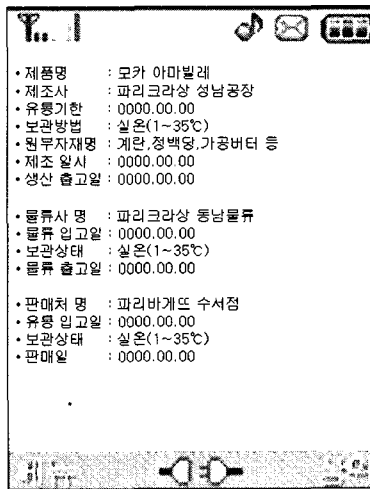 • 제품명 : 모카 아마빌레
• 제조사 : 파리크라상 성남공장
• 유통기한 : 0000.00.00
• 보관방법 : 실온(1~35℃)
• 원부자재명 : 계란,정백당,가공버터 등
• 제조 일시 : 0000.00.00
• 생산 출고일 : 0000.00.00
• 물류사 명 : 파리크라상 동남물류
• 물류 입고일 : 0000.00.00
• 보관상태 : 실온(1~35℃)
• 물류 출고일 : 0000.00.00
• 판매처 명 : 파리바게뜨 수서점
• 유통 입고일 : 0000.00.00
• 보관상태 : 실온(1~35℃)
• 판매일 : 0000.00.00